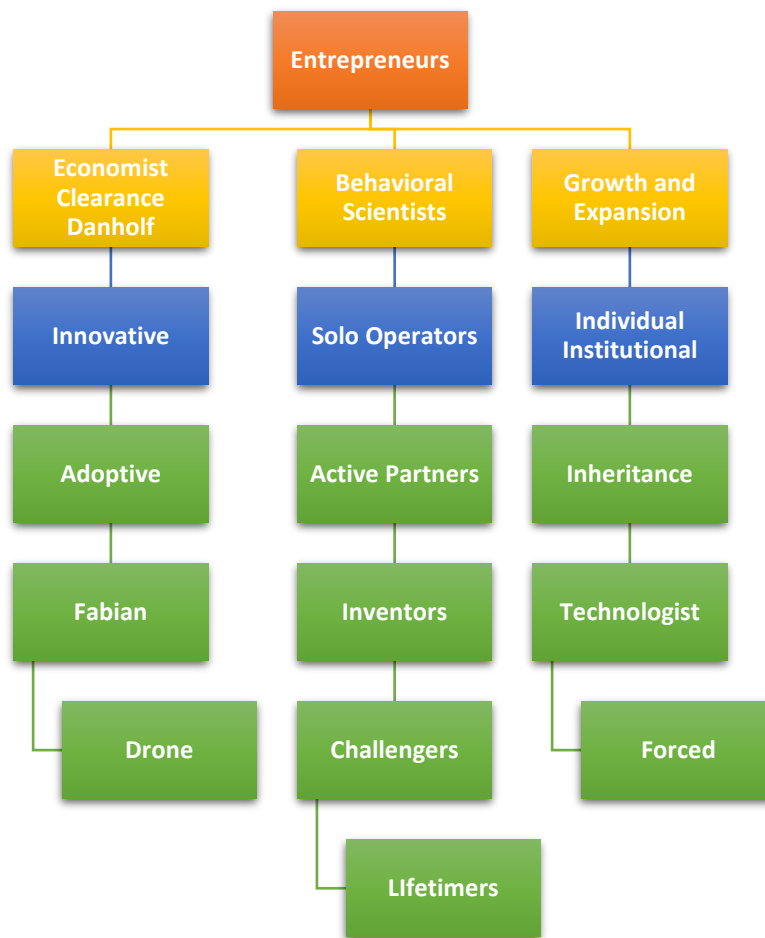 Entrepreneurs
Economist
Clearance
Danholf
Behavioral
Scientists
Growth and
Expansion
Innovative
Solo Operators
Individual
Institutional
Adoptive
Active Partners
Inheritance
Fabian
Inventors
Technologist
Drone
Challengers
Forced
LIfetimers